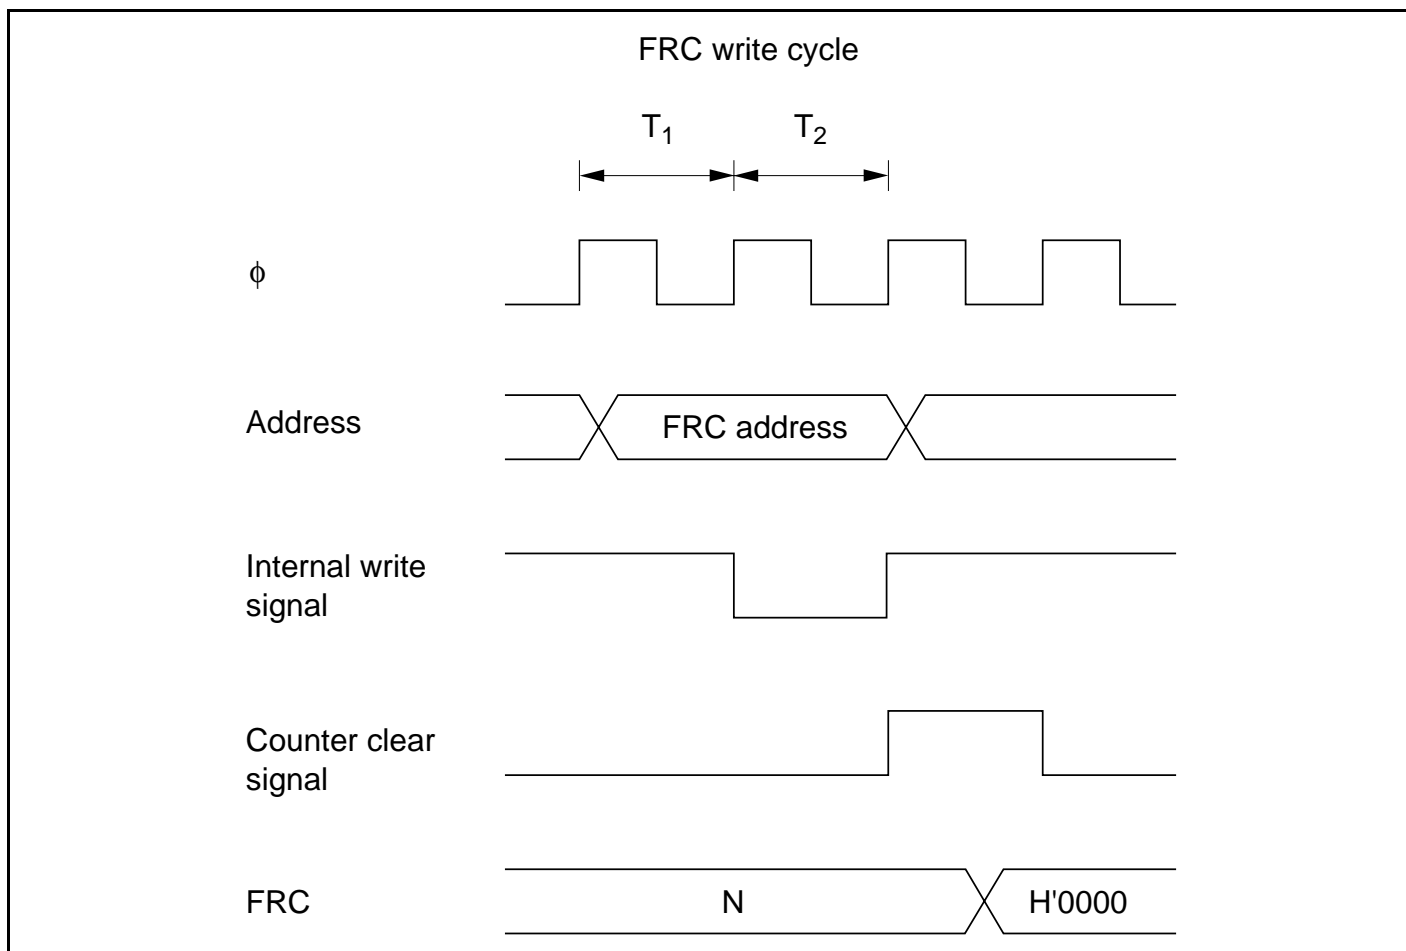 FRC write cycle
T1 T2
ϕ
Address
FRC address
Internal write
signal
Counter clear
signal
FRC
N
H'0000